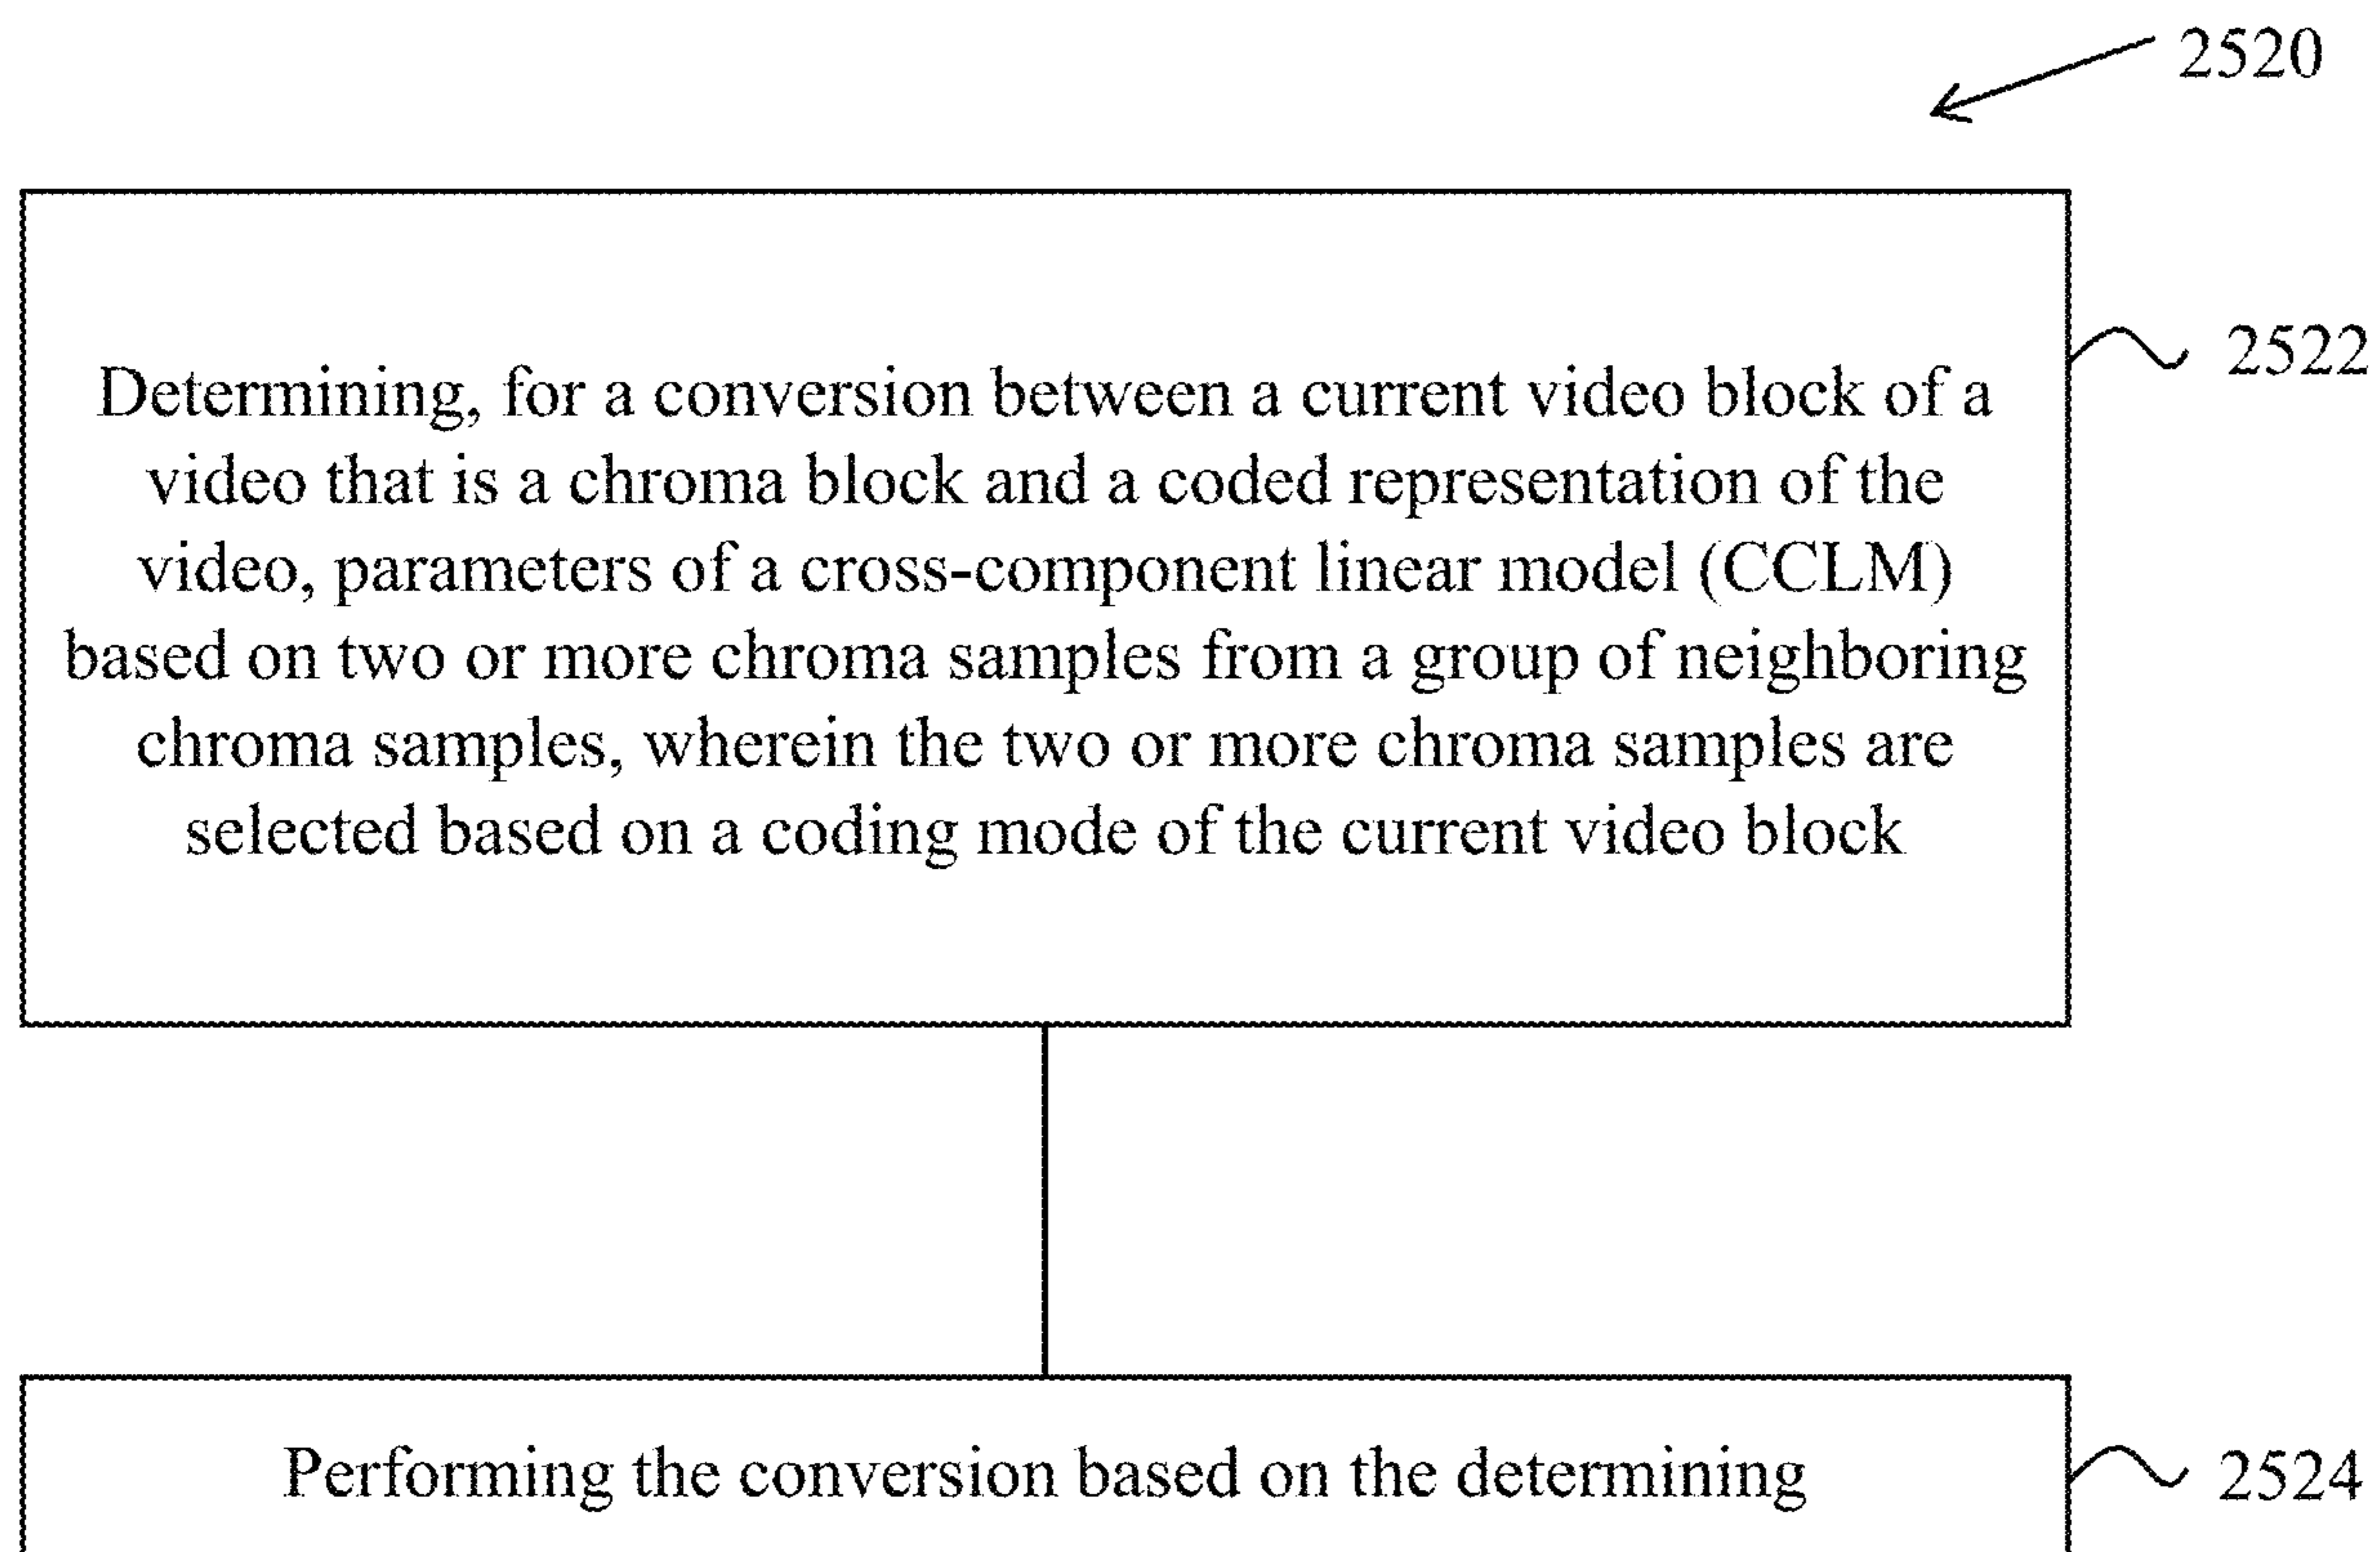 2520
Determining, for a conversion between a current video block of a
video that is a chroma block and a coded representation of the
video, parameters of a cross-component linear model (CCLM)
based on two or more chroma samples from a group of neighboring
chroma samples, wherein the two or more chroma samples are
selected based on a coding mode of the current video block
2522
Performing the conversion based on the determining
2524